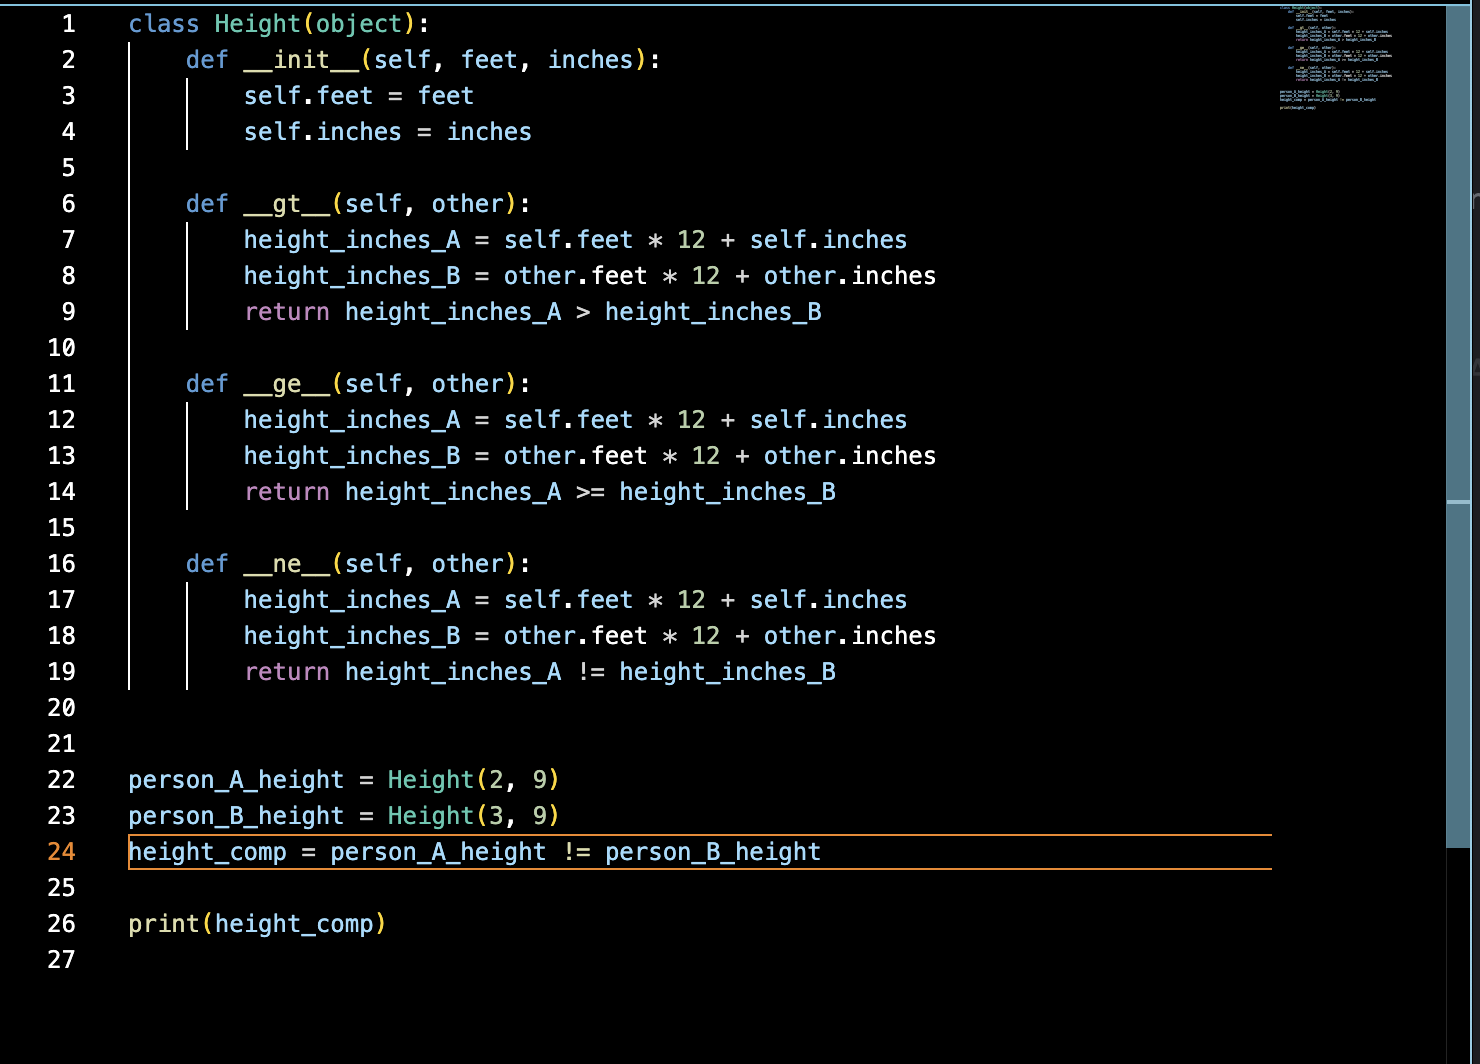 1 class Height(object):
2     def __init__(self, feet, inches):
3         self.feet = feet
4         self.inches = inches
5
6     def __gt__(self, other):
7         height_inches_A = self.feet * 12 + self.inches
8         height_inches_B = other.feet * 12 + other.inches
9         return height_inches_A > height_inches_B
10
11     def __ge__(self, other):
12         height_inches_A = self.feet * 12 + self.inches
13         height_inches_B = other.feet * 12 + other.inches
14         return height_inches_A >= height_inches_B
15
16     def __ne__(self, other):
17         height_inches_A = self.feet * 12 + self.inches
18         height_inches_B = other.feet * 12 + other.inches
19         return height_inches_A != height_inches_B
20
21
22 person_A_height = Height(2, 9)
23 person_B_height = Height(3, 9)
24 height_comp = person_A_height != person_B_height
25
26 print(height_comp)
27